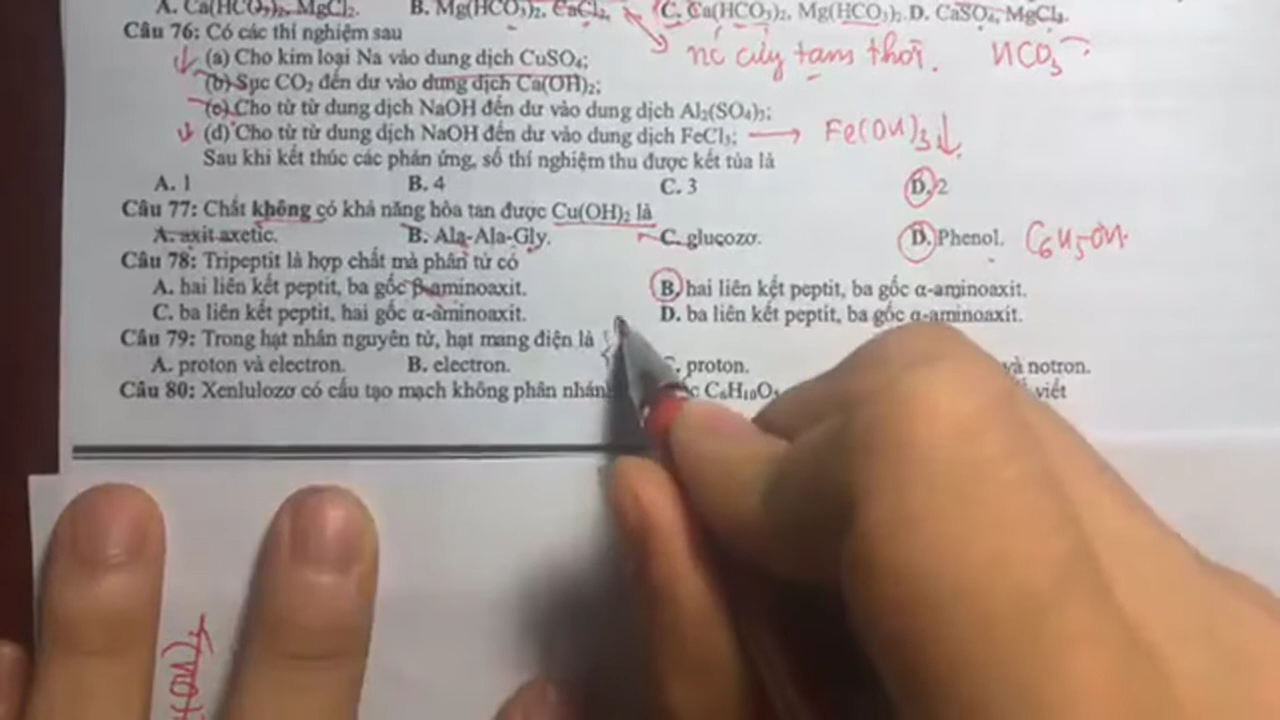 A. Ca(HCO₃)₂, MgCl₂. B. Mg(HCO₃)₂, CaCl₂. C. Ca(HCO₃)₂, Mg(HCO₃)₂. D. CaSO₄, MgCl₂.
Câu 76: Có các thí nghiệm sau
nc cứng tạm thời. HCO₃⁻
(a) Cho kim loại Na vào dung dịch CuSO₄;
(b) Sục CO₂ đến dư vào dung dịch Ca(OH)₂;
(c) Cho từ từ dung dịch NaOH đến dư vào dung dịch Al₂(SO₄)₃;
(d) Cho từ từ dung dịch NaOH đến dư vào dung dịch FeCl₃; → Fe(OH)₃↓
Sau khi kết thúc các phản ứng, số thí nghiệm thu được kết tủa là
A. 1 B. 4 C. 3 D. 2
Câu 77: Chất không có khả năng hòa tan được Cu(OH)₂ là
A. axit axetic. B. Ala-Ala-Gly. C. glucozơ. D. Phenol. C₆H₅OH
Câu 78: Tripeptit là hợp chất mà phân tử có
A. hai liên kết peptit, ba gốc β-aminoaxit. B. hai liên kết peptit, ba gốc α-aminoaxit.
C. ba liên kết peptit, hai gốc α-aminoaxit. D. ba liên kết peptit, ba gốc α-aminoaxit.
Câu 79: Trong hạt nhân nguyên tử, hạt mang điện là
A. proton và electron. B. electron. C. proton. và notron.
Câu 80: Xenlulozơ có cấu tạo mạch không phân nhánh C₆H₁₀O₅ viết
(OH)₃